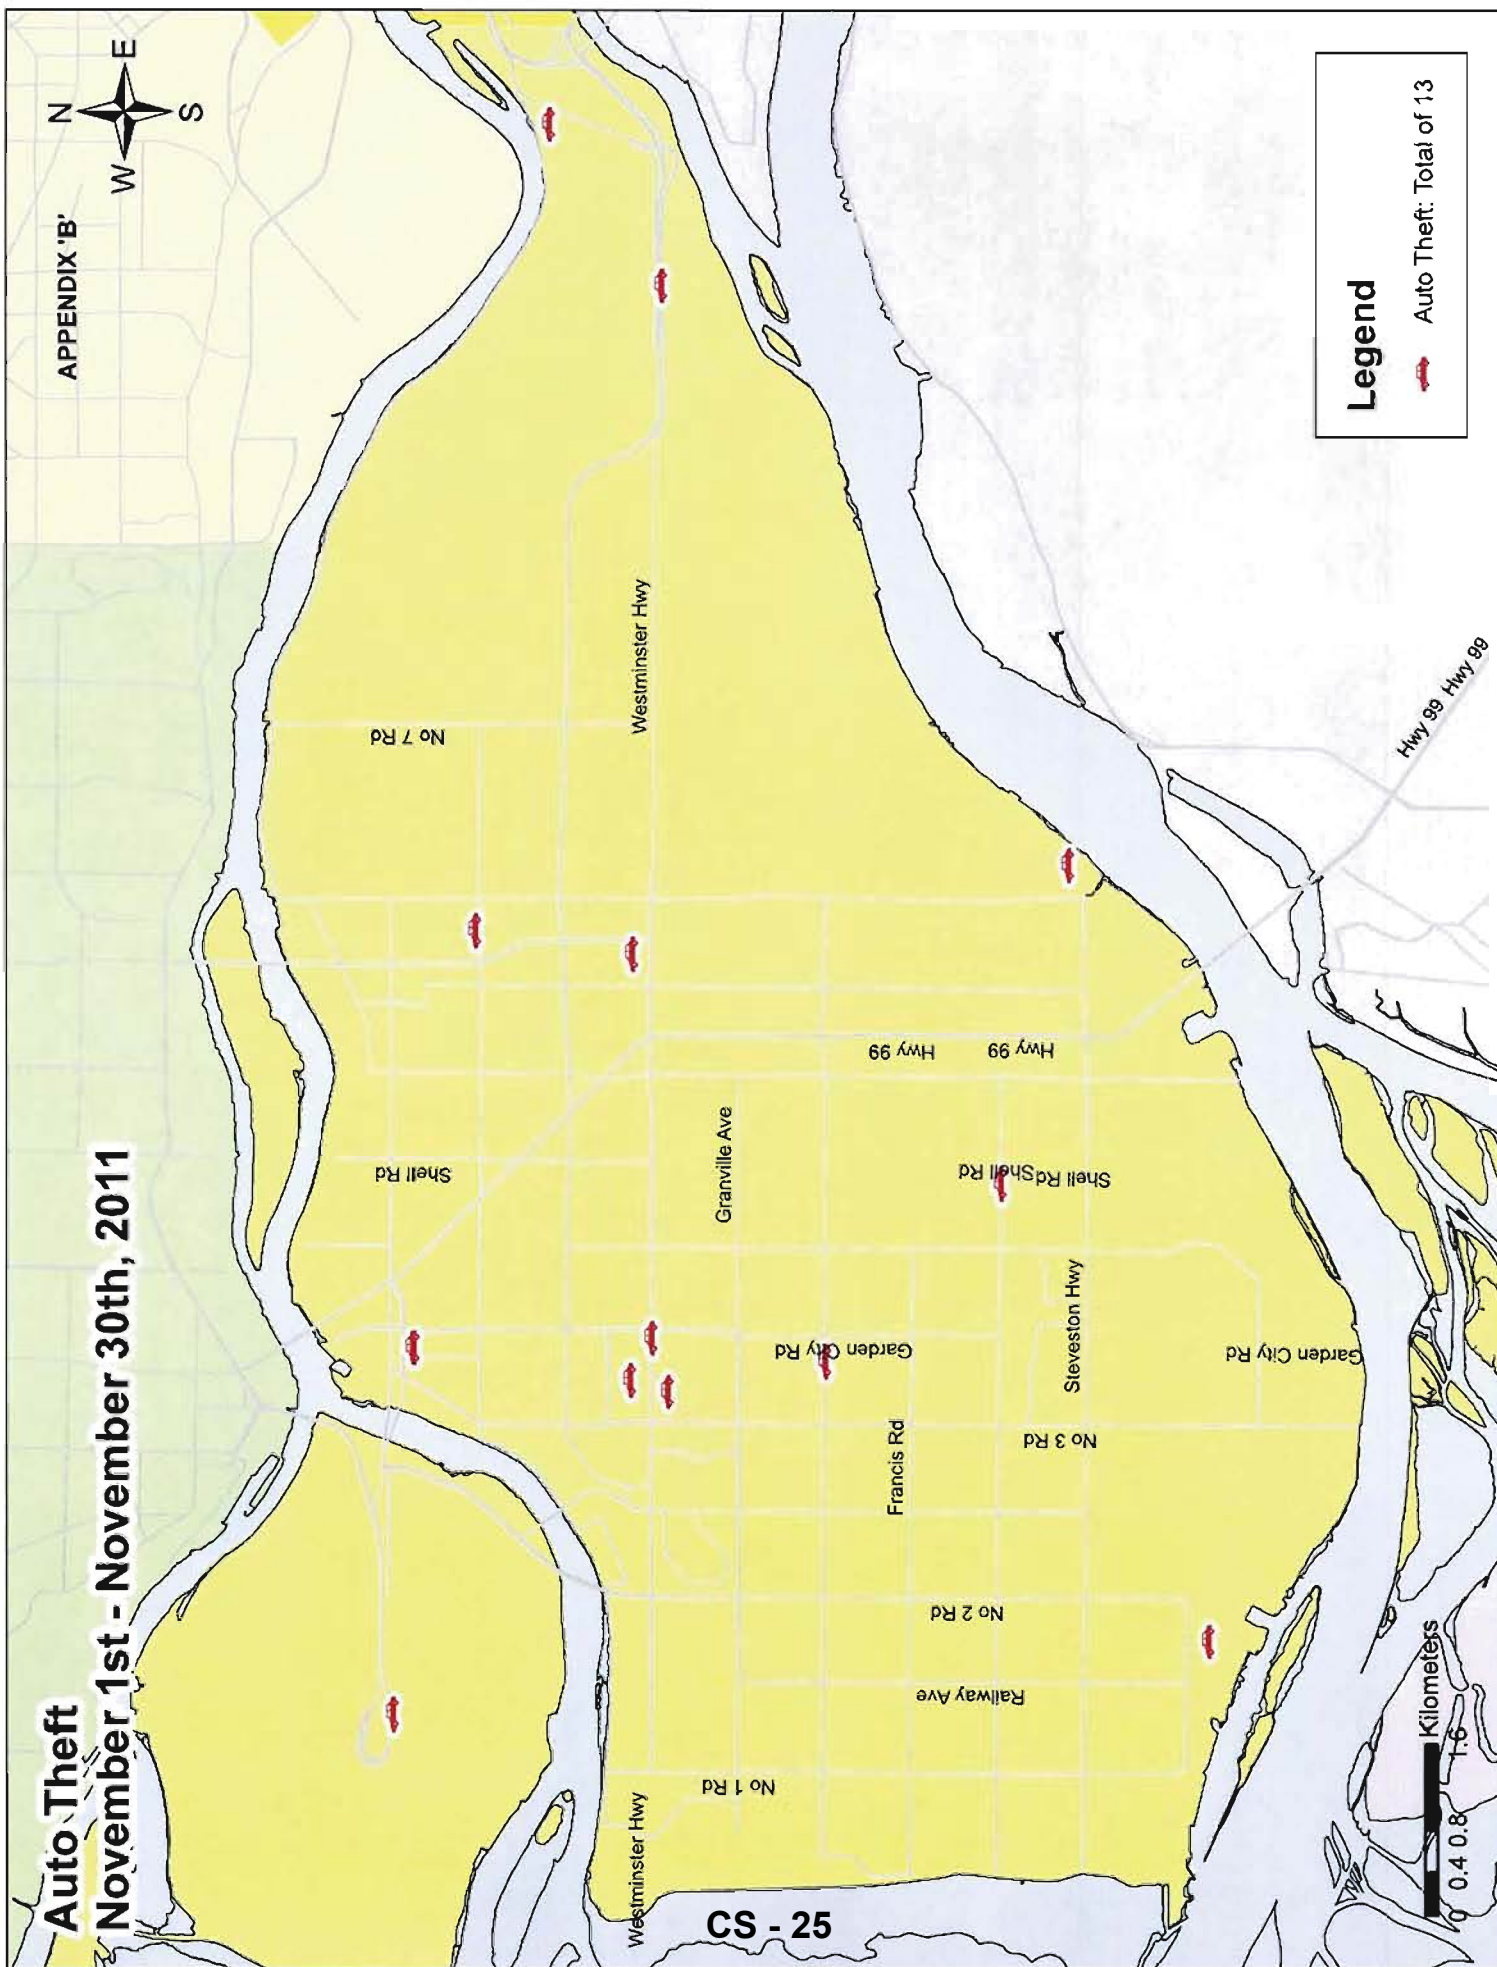 Auto Theft
November 1st - November 30th, 2011
APPENDIX 'B'
N
W
E
S
No 7 Rd
Westminster Hwy
Shell Rd
Granville Ave
Hwy 99
Hwy 99
Shell Rd
Shell Rd
Shell Rd
Garden City Rd
Garden City Rd
Steveston Hwy
No 3 Rd
Francis Rd
No 2 Rd
Railway Ave
No 1 Rd
Westminster Hwy
Hwy 99
Hwy 99
Legend
Auto Theft: Total of 13
Kilometers
0 0.4 0.8 1.6
CS - 25